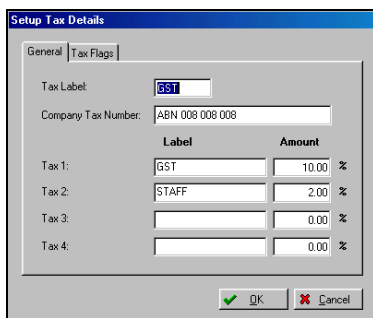 Setup Tax Details
General Tax Flags
Tax Label: GST
Company Tax Number: ABN 008 008 008
Label Amount
Tax 1: GST 10.00 %
Tax 2: STAFF 2.00 %
Tax 3: 0.00 %
Tax 4: 0.00 %
OK Cancel